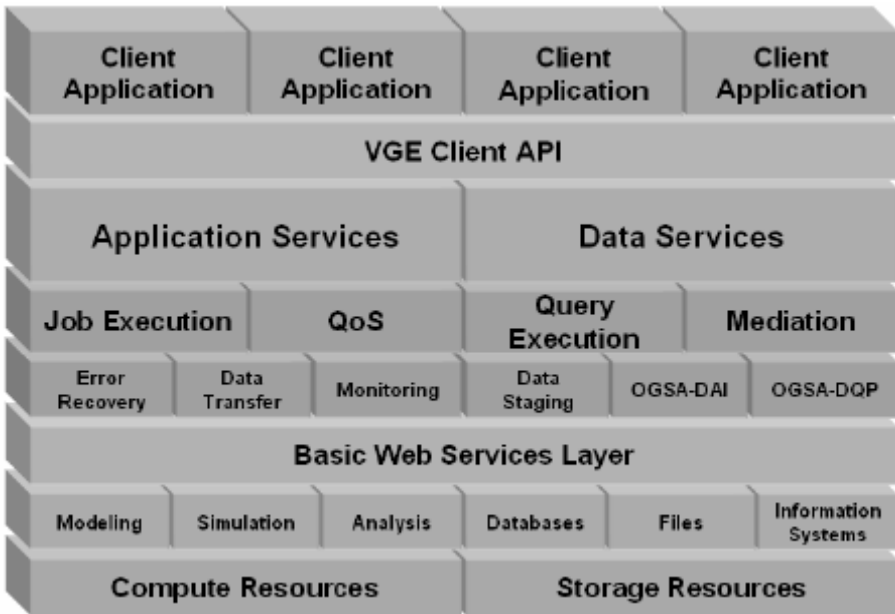 Client Application
Client Application
Client Application
Client Application
VGE Client API
Application Services
Data Services
Job Execution
QoS
Query Execution
Mediation
Error Recovery
Data Transfer
Monitoring
Data Staging
OGSA-DAI
OGSA-DQP
Basic Web Services Layer
Modeling
Simulation
Analysis
Databases
Files
Information Systems
Compute Resources
Storage Resources